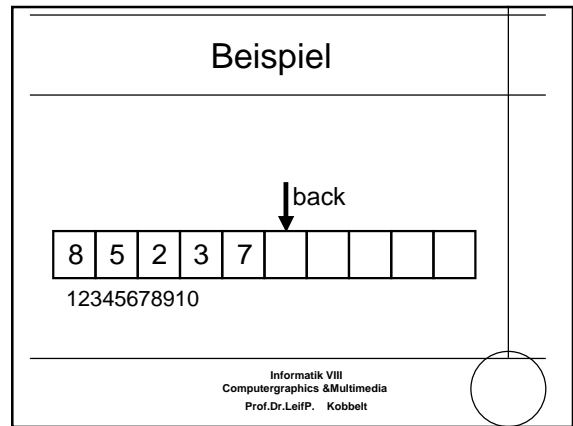 Beispiel
back
8 5 2 3 7
12345678910
Informatik VIII
Computergraphics &Multimedia
Prof.Dr.LeifP. Kobbelt